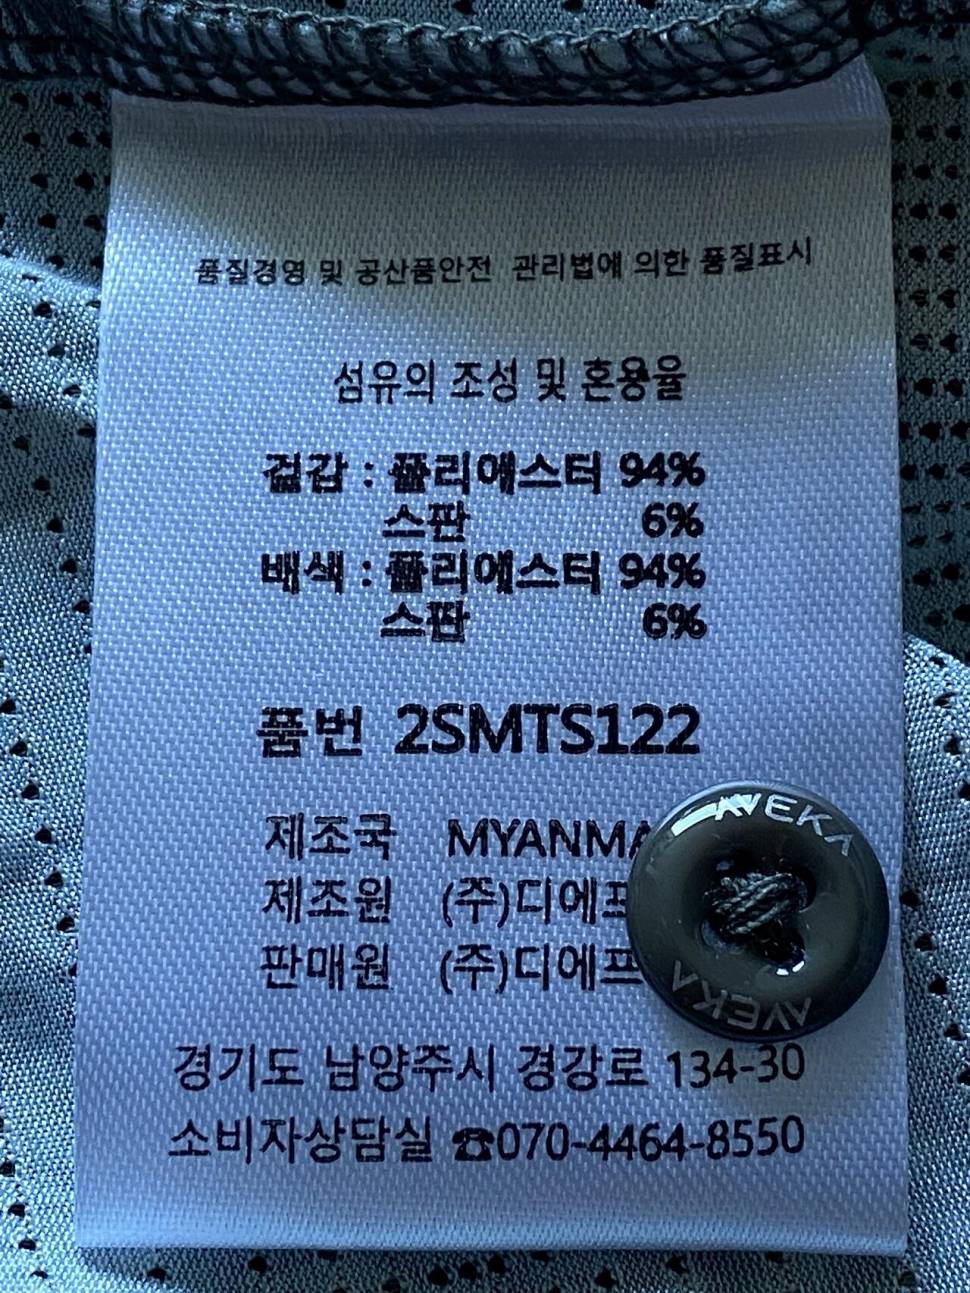 품질경영 및 공산품안전 관리법에 의한 품질표시
섬유의 조성 및 혼용율
겉감 : 폴리에스터 94%
스판 6%
배색 : 폴리에스터 94%
스판 6%
품번 2SMTS122
제조국
제조원 (주)디에프
판매원 (주)디에프
AVEKA
AVEKA
경기도 남양주시 경강로 134-30
소비자상담실 ☎070-4464-8550